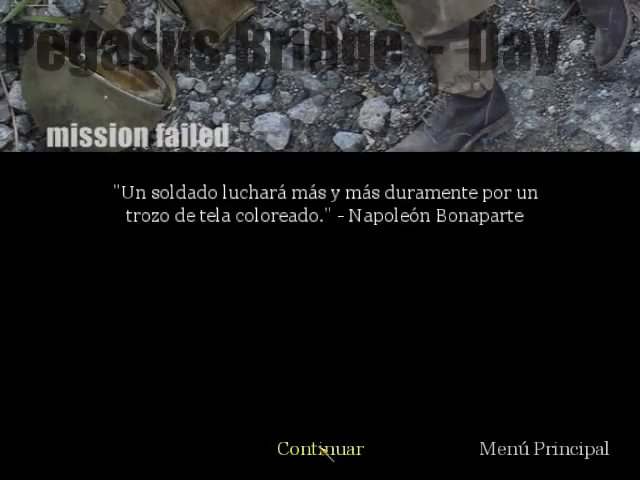 Pegasus Bridge - Day
mission failed
"Un soldado luchará más y más duramente por un
trozo de tela coloreado." - Napoleón Bonaparte
Continuar
Menú Principal